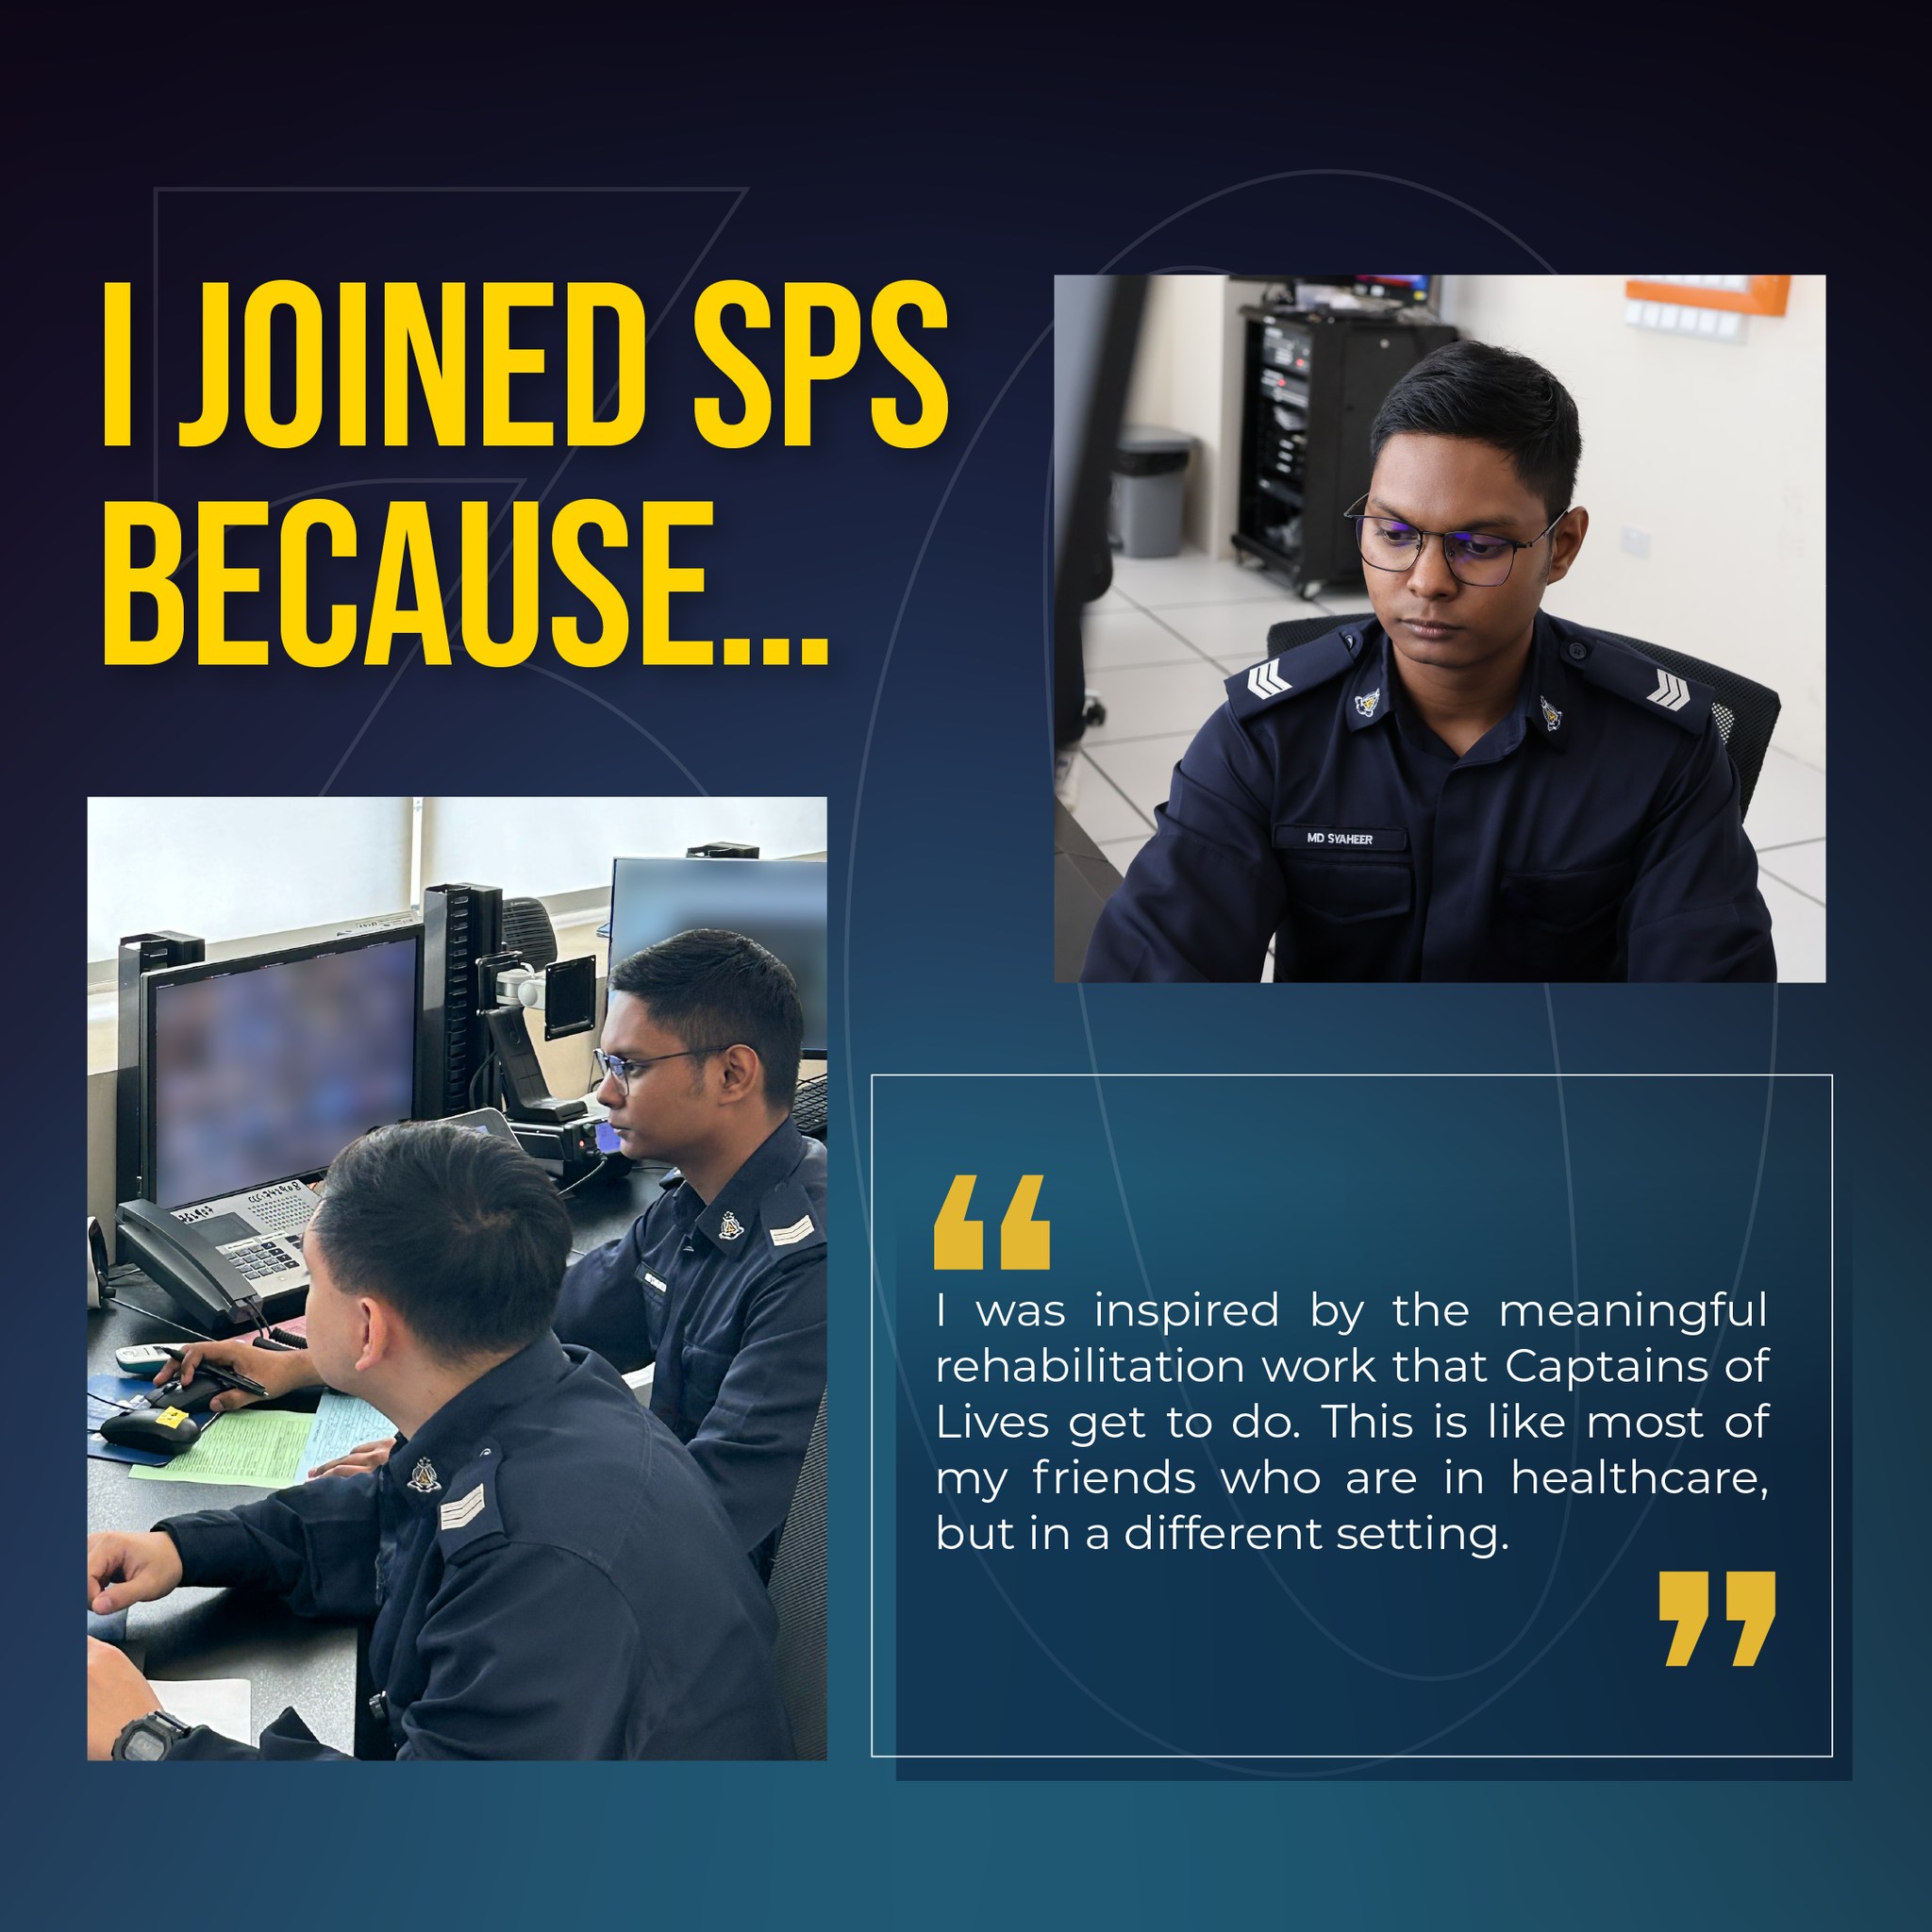 I JOINED SPS
BECAUSE...
MD SYAHEER
“
I was inspired by the meaningful
rehabilitation work that Captains of
Lives get to do. This is like most of
my friends who are in healthcare,
but in a different setting.
”